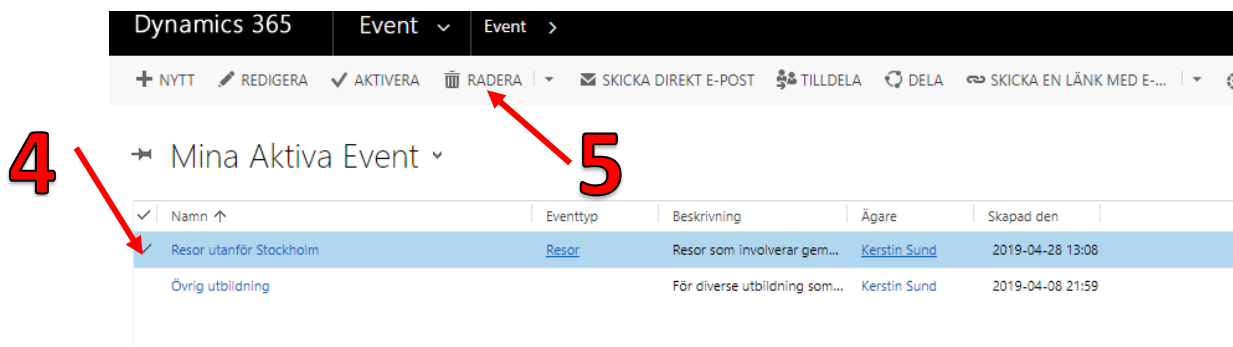 Dynamics 365 Event Event >
NYTT REDIGERA AKTIVERA RADERA SKICKA DIREKT E-POST TILLDELA DELA SKICKA EN LÄNK MED E-...
4 Mina Aktiva Event 5
Namn Eventtyp Beskrivning Ägare Skapad den
Resor utanför Stockholm Resor Resor som involverar gem... Kerstin Sund 2019-04-28 13:08
Övrig utbildning För diverse utbildning som... Kerstin Sund 2019-04-08 21:59